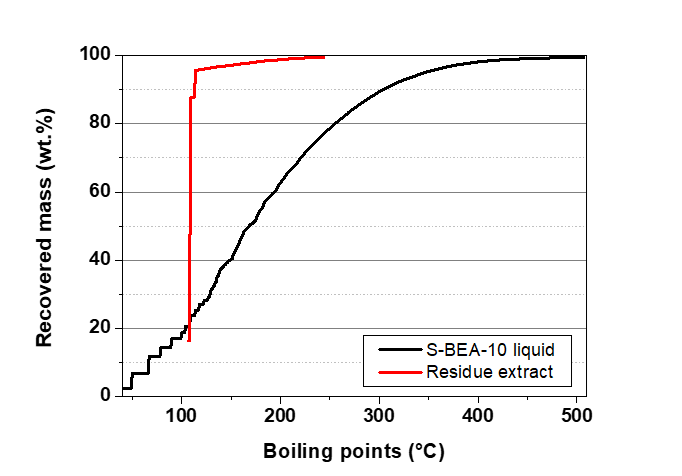 100
80
60
40
20
0
Recovered mass (wt.%)
S-BEA-10 liquid
Residue extract
100 200 300 400 500
Boiling points (°C)